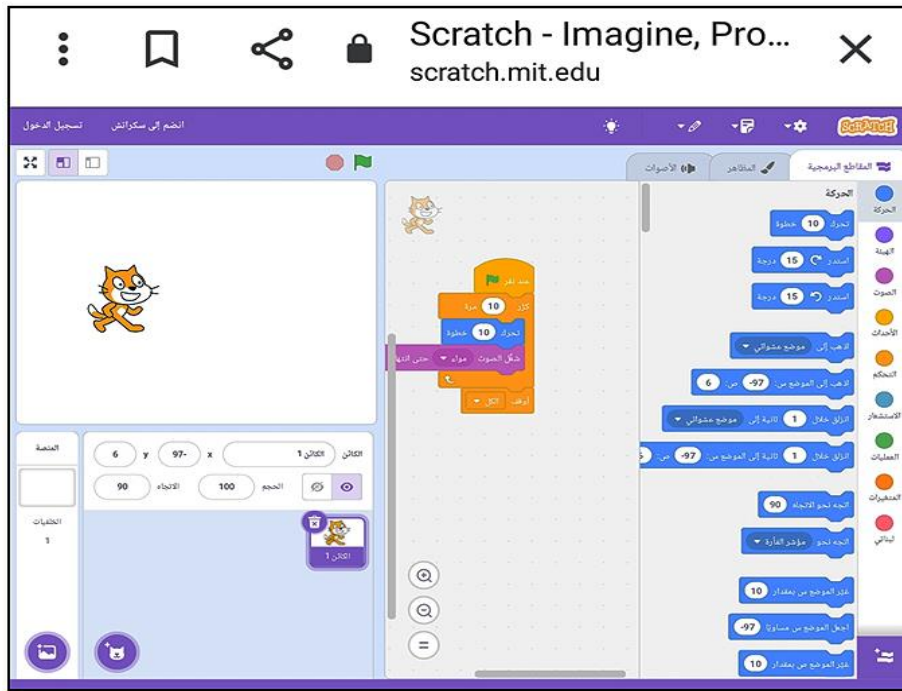 Scratch - Imagine, Pro...
scratch.mit.edu
SCRATCH
انضم إلى سكراتش
تسجيل الدخول
المقاطع البرمجية
المظاهر
الأصوات
الحركة
الهيئة
الصوت
الأحداث
التحكم
الاستشعار
العمليات
المتغيرات
لبناتي
الحركة
تحرك 10 خطوة
استدر 15 درجة
استدر 15 درجة
اذهب إلى موضع عشوائي
اذهب إلى الموضع س: -97 ص: 6
انزلق خلال 1 ثانية إلى موضع عشوائي
انزلق خلال 1 ثانية إلى الموضع س: -97 ص:
اتجه نحو الاتجاه 90
اتجه نحو مؤشر الفأرة
غيّر الموضع س بمقدار 10
اجعل الموضع س مساويًا -97
غيّر الموضع ص بمقدار 10
عند نقر
كرّر 10 مرة
تحرك 10 خطوة
شغّل الصوت مواء حتى انتها
أوقف الكل
الكائن الكائن 1 x -97 y 6
الحجم 100 الاتجاه 90
الكائن 1
المنصة
الخلفيات
1